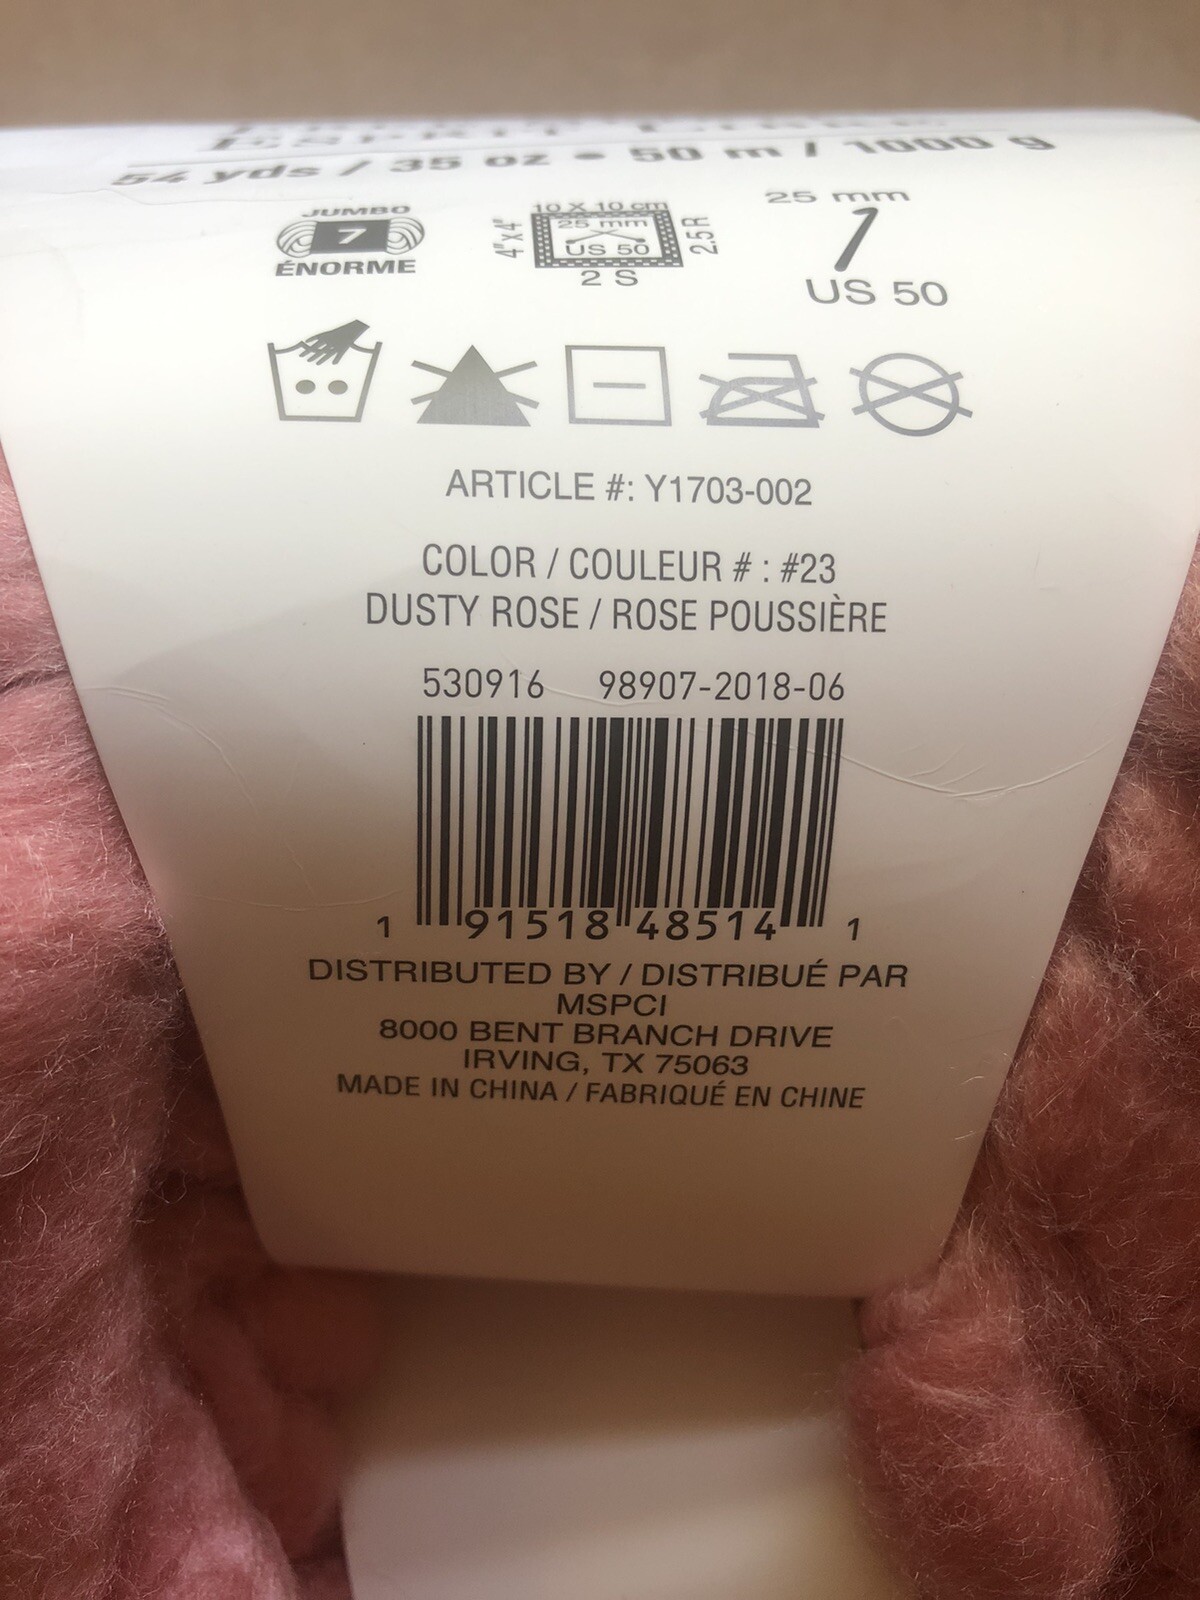 54 yds / 35 oz • 50 m / 1000 g
JUMBO
7
ÉNORME
10 X 10 cm
4"x4"
25 mm
US 50
2.5 R
2 S
25 mm
US 50
ARTICLE #: Y1703-002
COLOR / COULEUR # : #23
DUSTY ROSE / ROSE POUSSIÈRE
530916 98907-2018-06
1 91518 48514 1
DISTRIBUTED BY / DISTRIBUÉ PAR
MSPCI
8000 BENT BRANCH DRIVE
IRVING, TX 75063
MADE IN CHINA / FABRIQUÉ EN CHINE